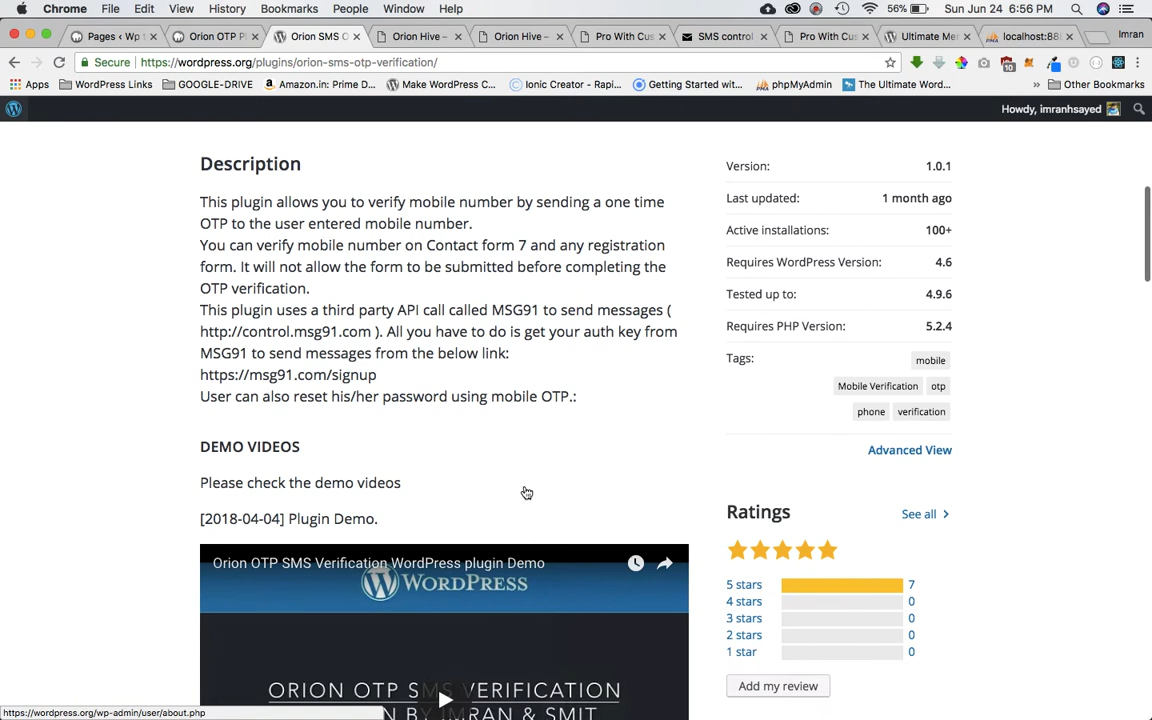 Chrome File Edit View History Bookmarks People Window Help 56% Sun Jun 24 6:56 PM
Pages ‹ Wp t Orion OTP Pl Orion SMS O Orion Hive – Orion Hive – Pro With Cus SMS control Pro With Cus Ultimate Mer localhost:88 Imran
Secure https://wordpress.org/plugins/orion-sms-otp-verification/
Apps WordPress Links GOOGLE-DRIVE Amazon.in: Prime D... Make WordPress C... Ionic Creator - Rapi... Getting Started wit... phpMyAdmin The Ultimate Word... » Other Bookmarks
Howdy, imranhsayed
Description
This plugin allows you to verify mobile number by sending a one time
OTP to the user entered mobile number.
You can verify mobile number on Contact form 7 and any registration
form. It will not allow the form to be submitted before completing the
OTP verification.
This plugin uses a third party API call called MSG91 to send messages (
http://control.msg91.com ). All you have to do is get your auth key from
MSG91 to send messages from the below link:
https://msg91.com/signup
User can also reset his/her password using mobile OTP.:
DEMO VIDEOS
Please check the demo videos
[2018-04-04] Plugin Demo.
Orion OTP SMS Verification WordPress plugin Demo
WORDPRESS
ORION OTP SMS VERIFICATION
BY IMRAN & SMIT
Version: 1.0.1
Last updated: 1 month ago
Active installations: 100+
Requires WordPress Version: 4.6
Tested up to: 4.9.6
Requires PHP Version: 5.2.4
Tags: mobile
Mobile Verification otp
phone verification
Advanced View
Ratings See all
5 stars 7
4 stars 0
3 stars 0
2 stars 0
1 star 0
Add my review
https://wordpress.org/wp-admin/user/about.php